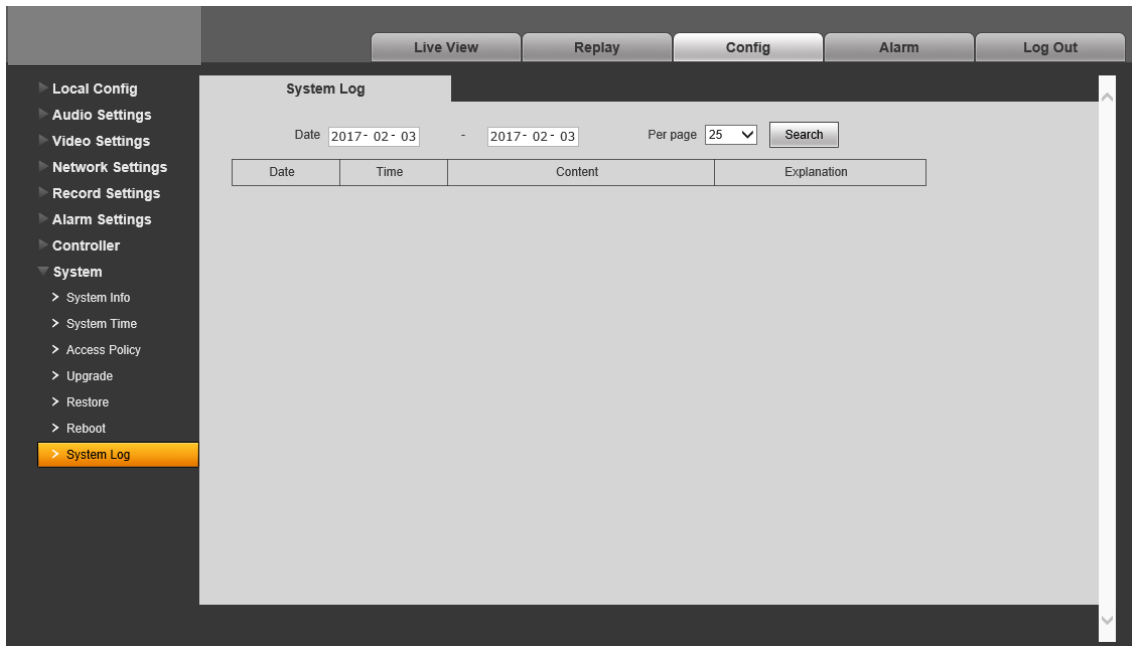 Live View Replay Config Alarm Log Out
Local Config
Audio Settings
Video Settings
Network Settings
Record Settings
Alarm Settings
Controller
System
> System Info
> System Time
> Access Policy
> Upgrade
> Restore
> Reboot
> System Log
System Log
Date 2017- 02- 03 - 2017- 02- 03 Per page 25 Search
Date Time Content Explanation